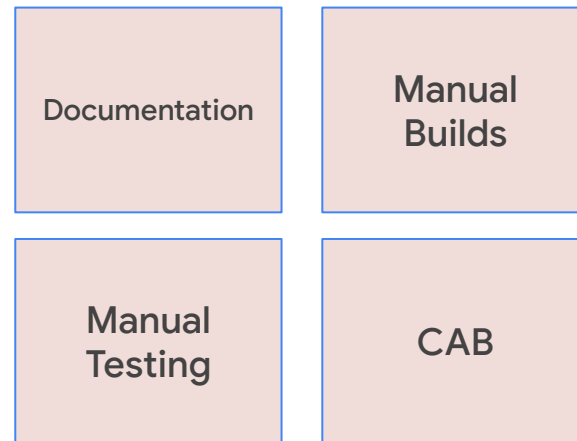 Documentation
Manual
Builds
Manual
Testing
CAB